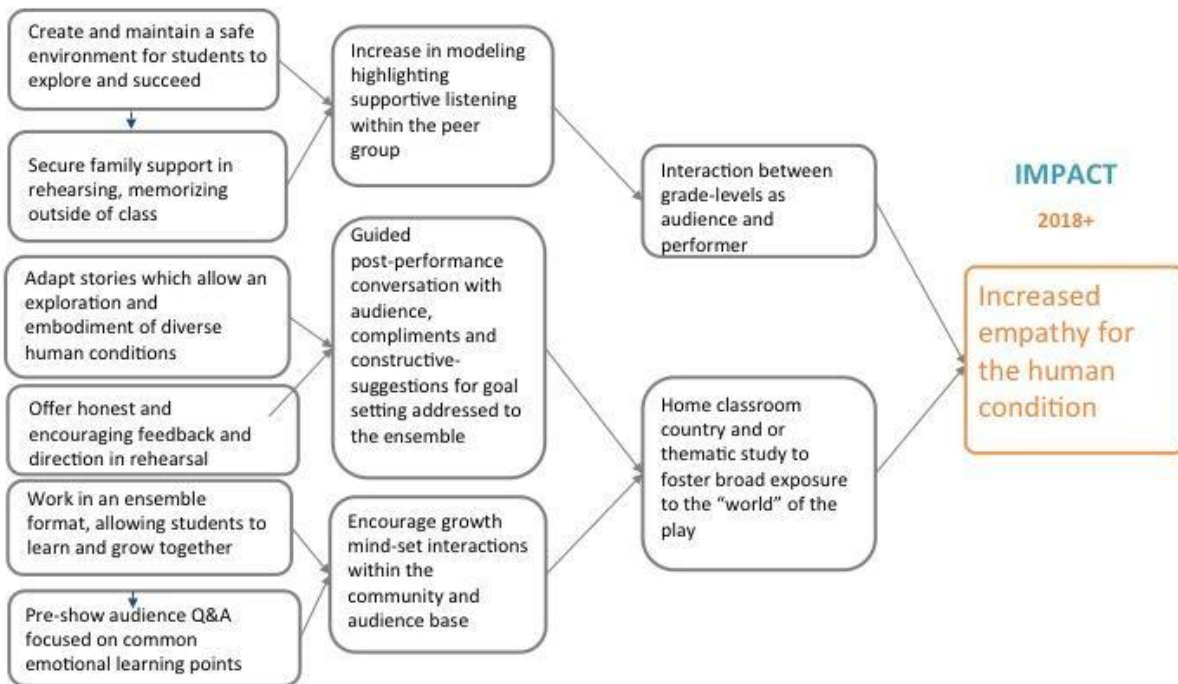 Create and maintain a safe
environment for students to
explore and succeed
Secure family support in
rehearsing, memorizing
outside of class
Adapt stories which allow an
exploration and
embodiment of diverse
human conditions
Offer honest and
encouraging feedback and
direction in rehearsal
Work in an ensemble
format, allowing students to
learn and grow together
Pre-show audience Q&A
focused on common
emotional learning points
Increase in modeling
highlighting
supportive listening
within the peer
group
Guided
post-performance
conversation with
audience,
compliments and
constructive-
suggestions for goal
setting addressed to
the ensemble
Encourage growth
mind-set interactions
within the
community and
audience base
Interaction between
grade-levels as
audience and
performer
Home classroom
country and or
thematic study to
foster broad exposure
to the “world” of the
play
IMPACT
2018+
Increased
empathy for
the human
condition